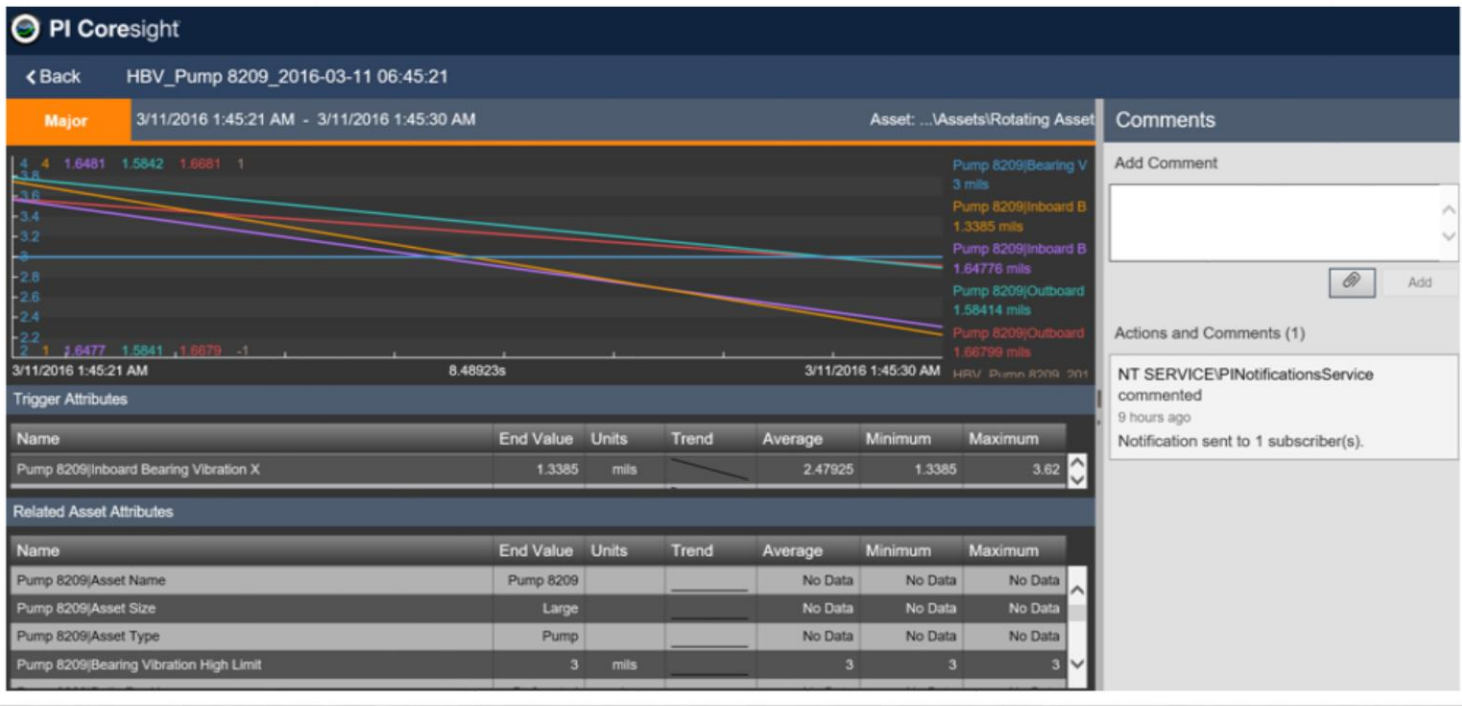 PI Coresight
Back HBV_Pump 8209_2016-03-11 06:45:21
Major 3/11/2016 1:45:21 AM - 3/11/2016 1:45:30 AM Asset: ...\Assets\Rotating Asset
4 4 1.6481 1.5842 1.6681 1
3.8
3.6
3.4
3.2
3
2.8
2.6
2.4
2.2
2 1 1.6477 1.5841 1.6679 -1
3/11/2016 1:45:21 AM 8.48923s 3/11/2016 1:45:30 AM
Pump 8209|Bearing V
3 mils
Pump 8209|Inboard B
1.3385 mils
Pump 8209|Inboard B
1.64776 mils
Pump 8209|Outboard
1.58414 mils
Pump 8209|Outboard
1.66799 mils
HBV_Pump 8209_201
Trigger Attributes
Name End Value Units Trend Average Minimum Maximum
Pump 8209|Inboard Bearing Vibration X 1.3385 mils 2.47925 1.3385 3.62
Related Asset Attributes
Name End Value Units Trend Average Minimum Maximum
Pump 8209|Asset Name Pump 8209 No Data No Data No Data
Pump 8209|Asset Size Large No Data No Data No Data
Pump 8209|Asset Type Pump No Data No Data No Data
Pump 8209|Bearing Vibration High Limit 3 mils 3 3 3
Comments
Add Comment
Add
Actions and Comments (1)
NT SERVICE\PINotificationsService
commented
9 hours ago
Notification sent to 1 subscriber(s).